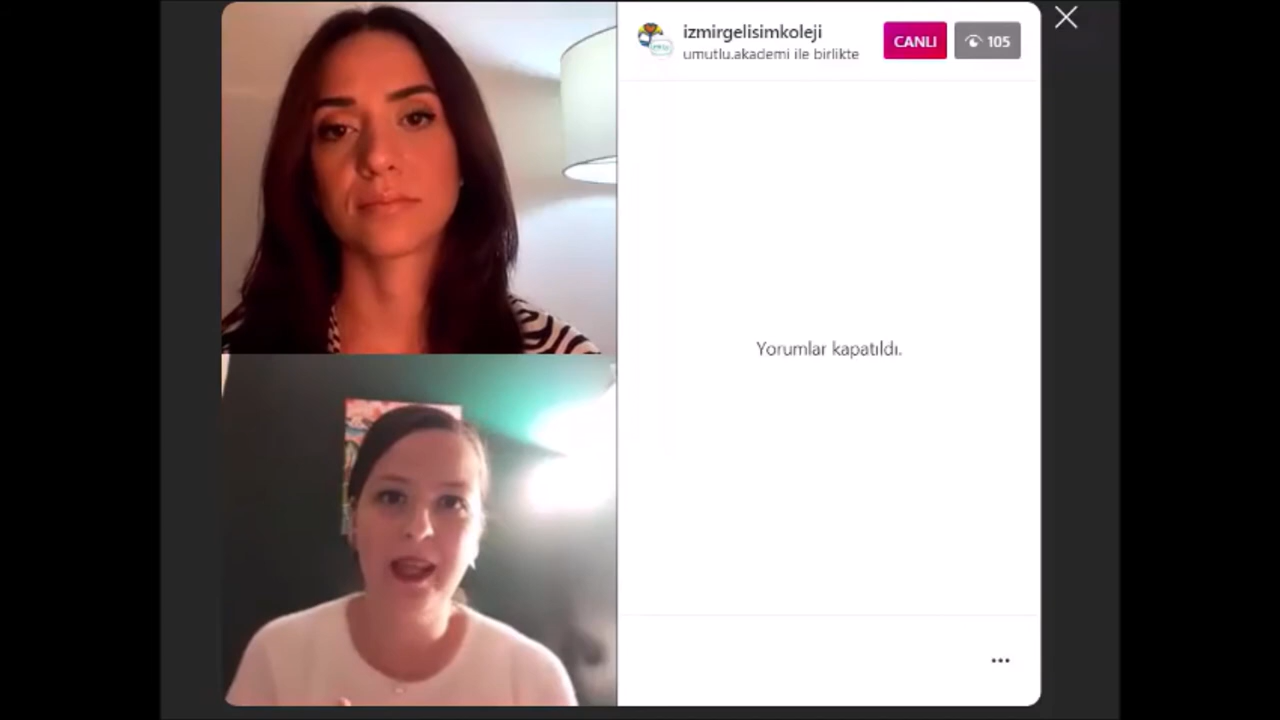 izmirgelisimkoleji
umutlu.akademi ile birlikte
CANLI
105
Yorumlar kapatıldı.